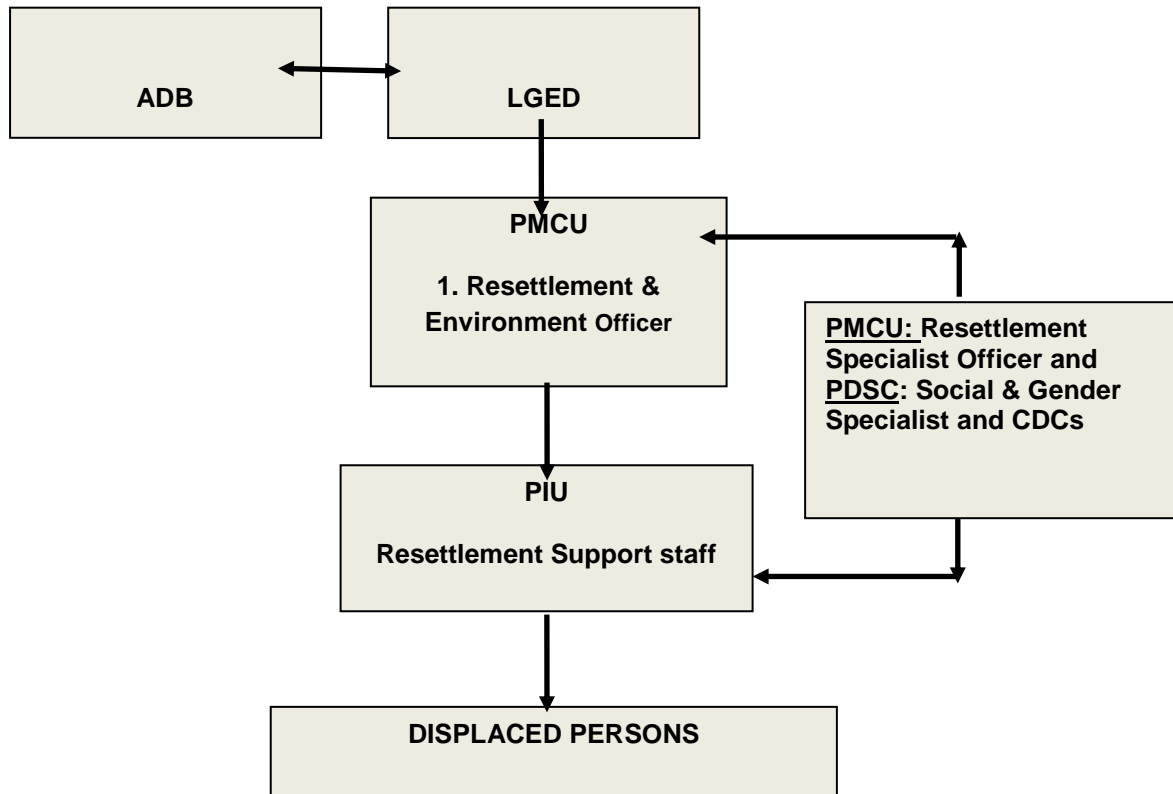 ADB
LGED
PMCU
1. Resettlement &
Environment Officer
PMCU: Resettlement
Specialist Officer and
PDSC: Social & Gender
Specialist and CDCs
PIU
Resettlement Support staff
DISPLACED PERSONS